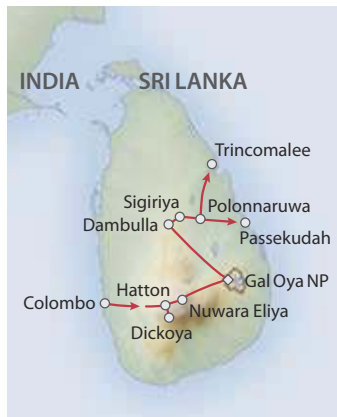 INDIA
SRI LANKA
Trincomalee
Sigiriya
Polonnaruwa
Dambulla
Passekudah
Gal Oya NP
Hatton
Colombo
Nuwara Eliya
Dickoya